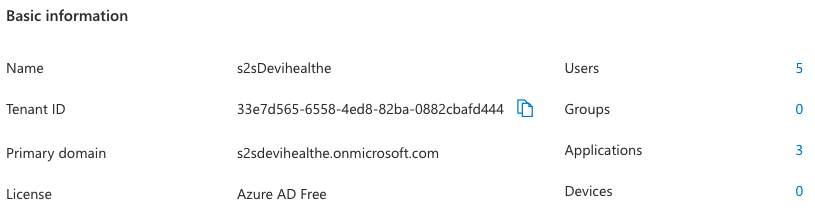 Basic information
Name s2sDevihealthe Users 5
Tenant ID 33e7d565-6558-4ed8-82ba-0882cbafd444 Groups 0
Primary domain s2sdevihealthe.onmicrosoft.com Applications 3
License Azure AD Free Devices 0